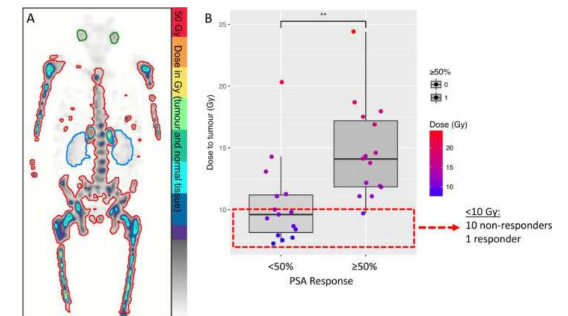 A
50 Gy
Dose in Gy (tumour and normal tissue)
B
**
25
20
15
10
Dose to tumour (Gy)
<50%
≥50%
PSA Response
≥50%
0
1
Dose (Gy)
20
15
10
<10 Gy:
10 non-responders
1 responder